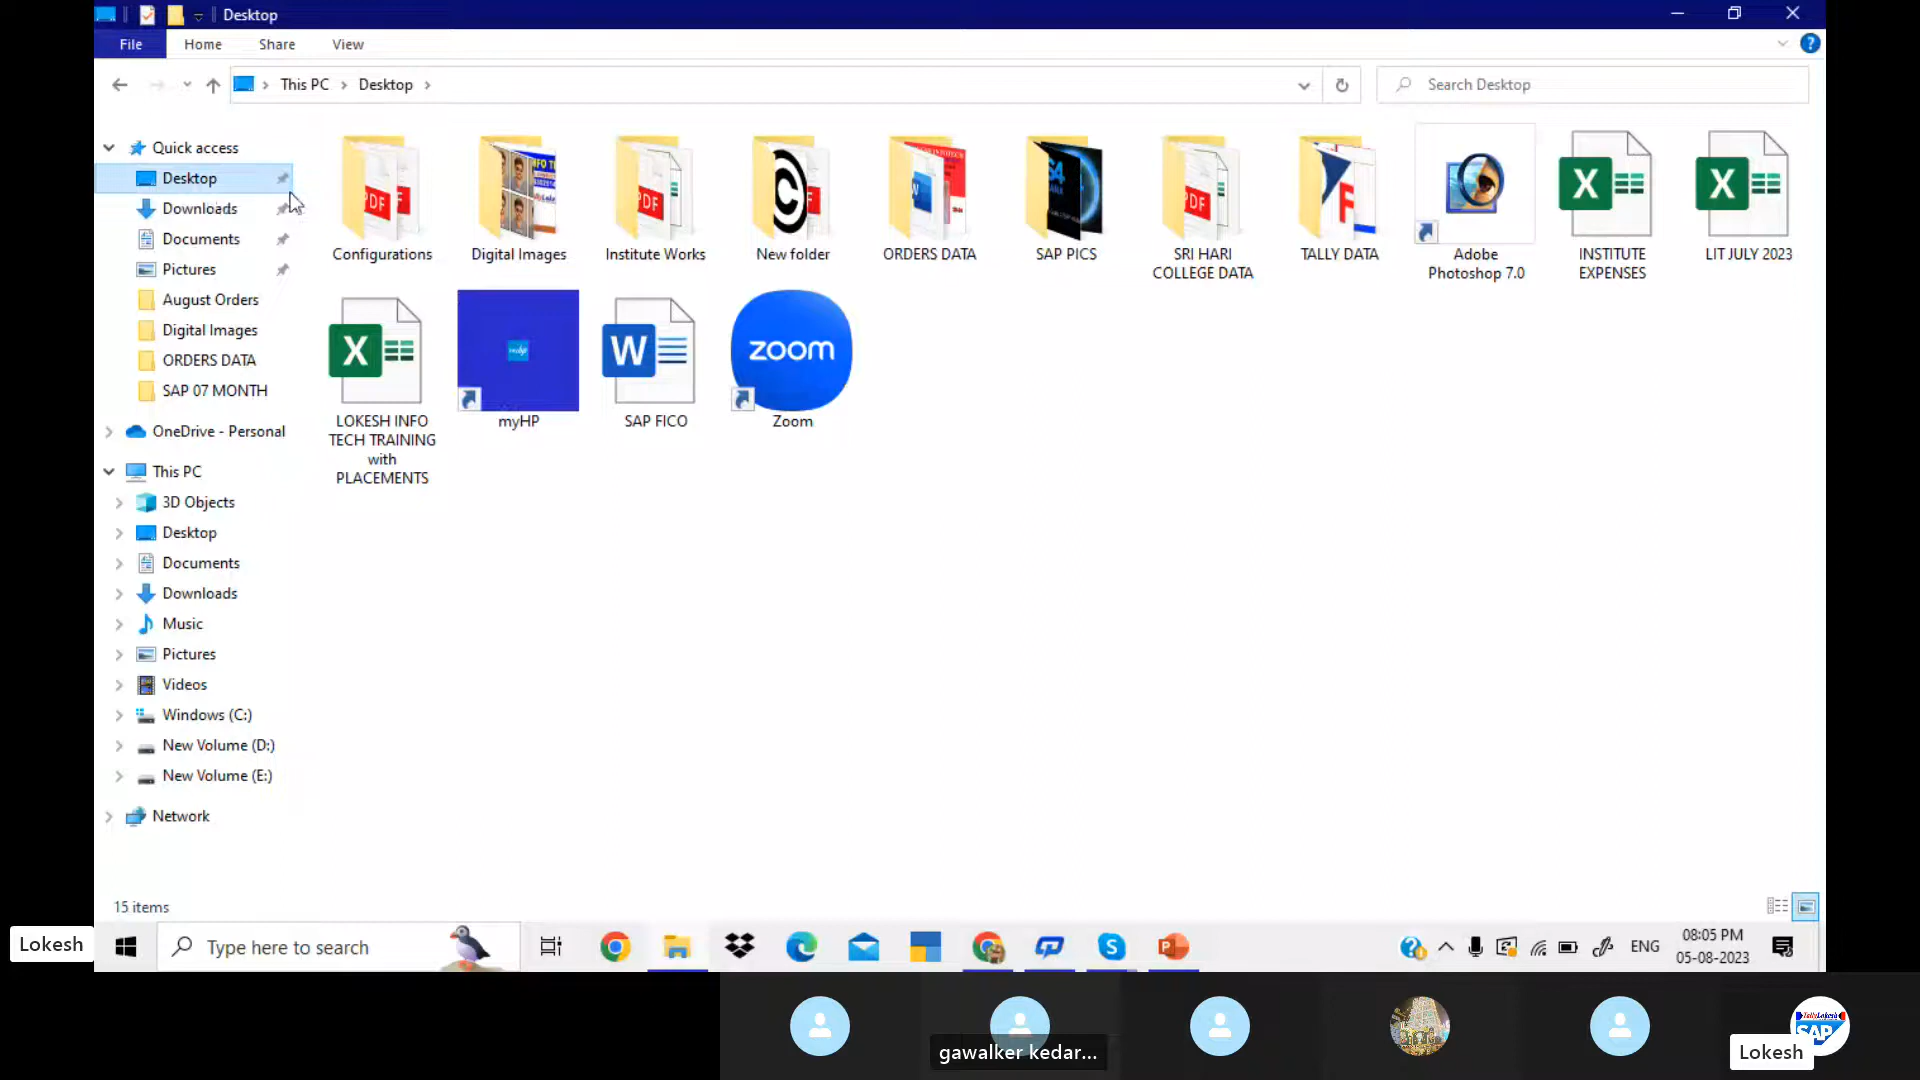 Desktop
File
Home
Share
View
This PC
Desktop
Search Desktop
Quick access
Desktop
Downloads
Documents
Pictures
August Orders
Digital Images
ORDERS DATA
SAP 07 MONTH
OneDrive - Personal
This PC
3D Objects
Desktop
Documents
Downloads
Music
Pictures
Videos
Windows (C:)
New Volume (D:)
New Volume (E:)
Network
Configurations
Digital Images
Institute Works
New folder
ORDERS DATA
SAP PICS
SRI HARI
COLLEGE DATA
TALLY DATA
Adobe
Photoshop 7.0
INSTITUTE
EXPENSES
LIT JULY 2023
LOKESH INFO
TECH TRAINING
with
PLACEMENTS
myHP
SAP FICO
zoom
Zoom
15 items
Lokesh
Type here to search
ENG
08:05 PM
05-08-2023
gawalker kedar...
SAP
Lokesh